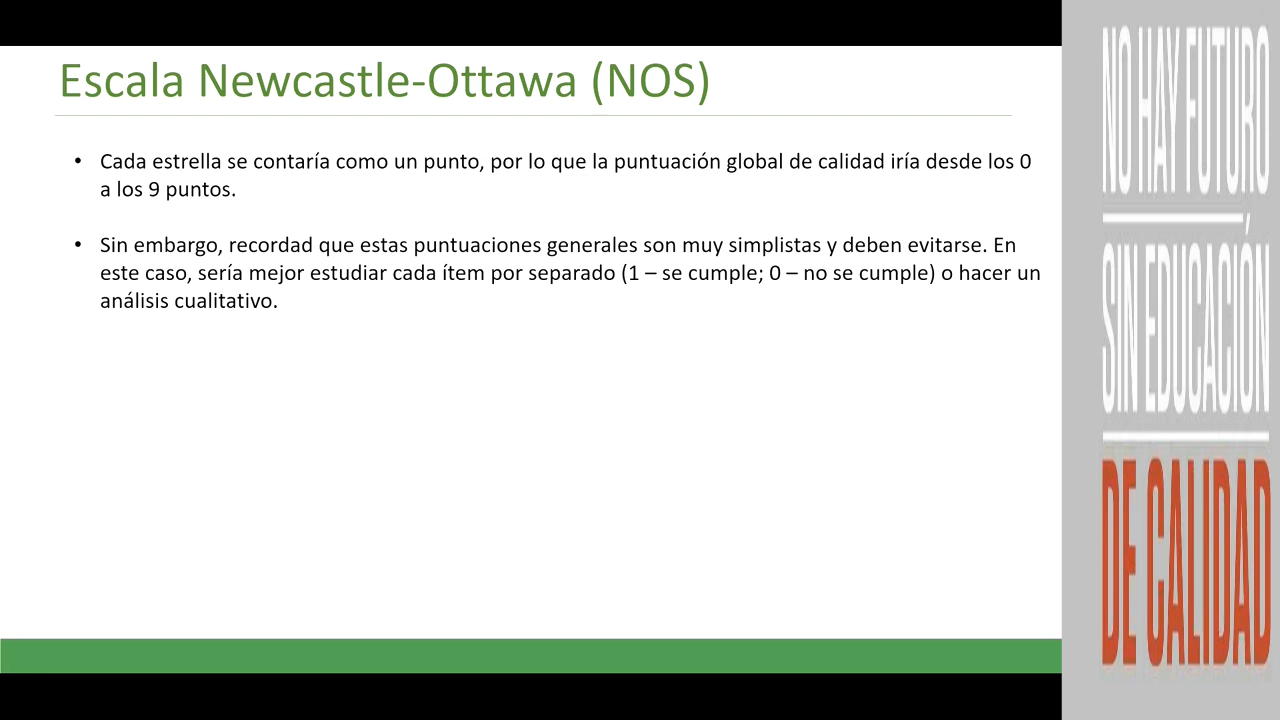 Escala Newcastle-Ottawa (NOS)
• Cada estrella se contaría como un punto, por lo que la puntuación global de calidad iría desde los 0
a los 9 puntos.
• Sin embargo, recordad que estas puntuaciones generales son muy simplistas y deben evitarse. En
este caso, sería mejor estudiar cada ítem por separado (1 – se cumple; 0 – no se cumple) o hacer un
análisis cualitativo.
NO HAY FUTURO
SIN EDUCACIÓN
DE CALIDAD